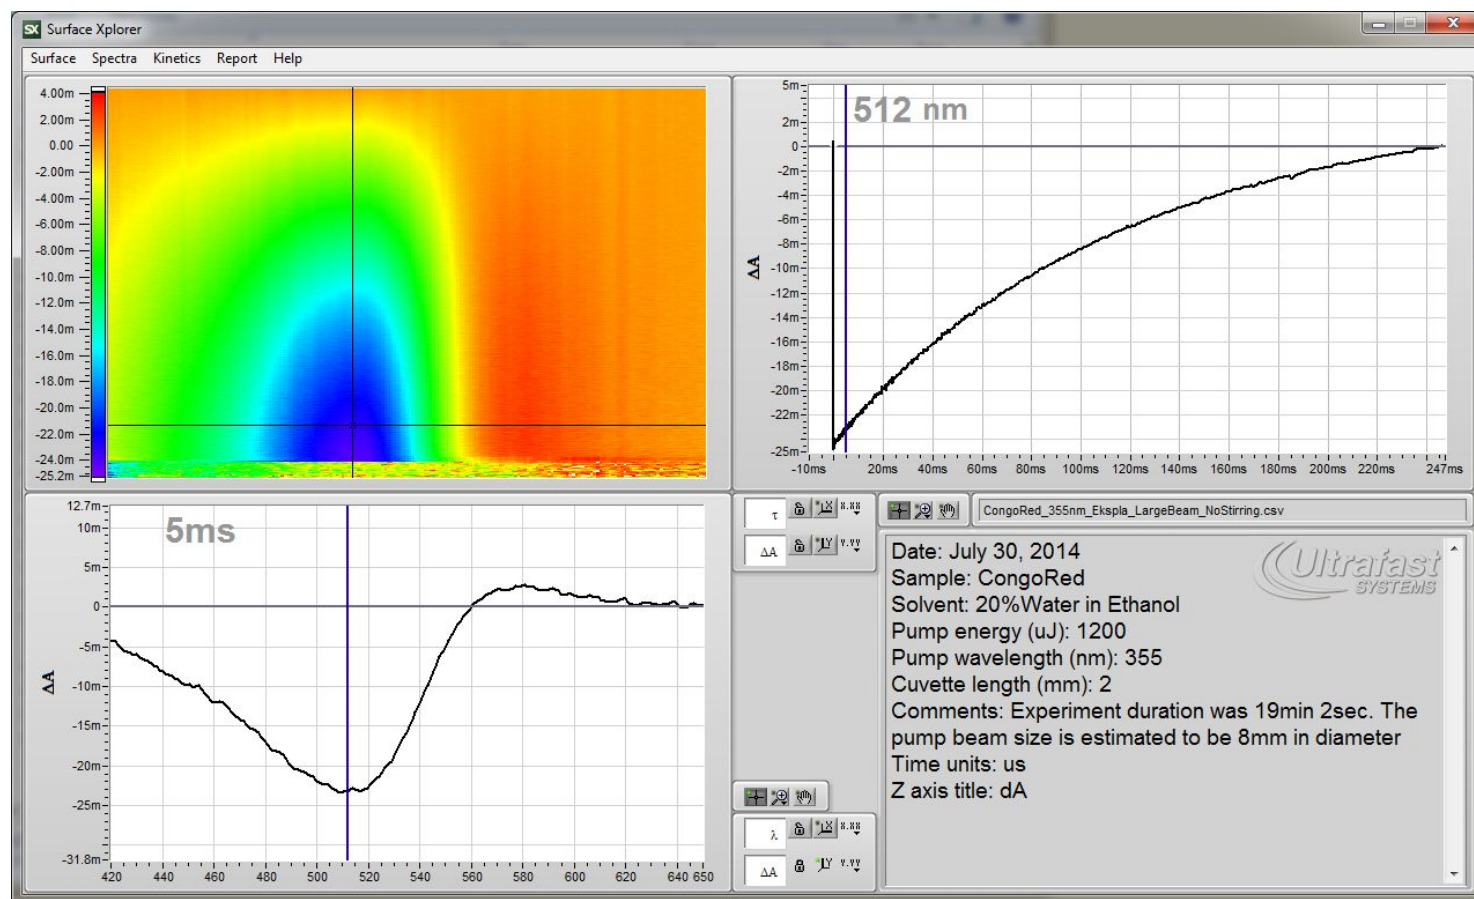 Surface Xplorer
Surface Spectra Kinetics Report Help
4.00m
2.00m
0.00
-2.00m
-4.00m
-6.00m
-8.00m
-10.0m
-12.0m
-14.0m
-16.0m
-18.0m
-20.0m
-22.0m
-24.0m
-25.2m
512 nm
5m
2m
0
-2m
-4m
-6m
-8m
-10m
-12m
-14m
-16m
-18m
-20m
-22m
-25m
ΔA
-10ms 20ms 40ms 60ms 80ms 100ms 120ms 140ms 160ms 180ms 200ms 220ms 247ms
5ms
12.7m
10m
5m
0
-5m
-10m
-15m
-20m
-25m
-31.8m
ΔA
420 440 460 480 500 520 540 560 580 600 620 640 650
τ X X.XX
ΔA Y Y.YY
λ X X.XX
ΔA Y Y.YY
CongoRed_355nm_Ekspla_LargeBeam_NoStirring.csv
Ultrafast
SYSTEMS
Date: July 30, 2014
Sample: CongoRed
Solvent: 20%Water in Ethanol
Pump energy (uJ): 1200
Pump wavelength (nm): 355
Cuvette length (mm): 2
Comments: Experiment duration was 19min 2sec. The
pump beam size is estimated to be 8mm in diameter
Time units: us
Z axis title: dA